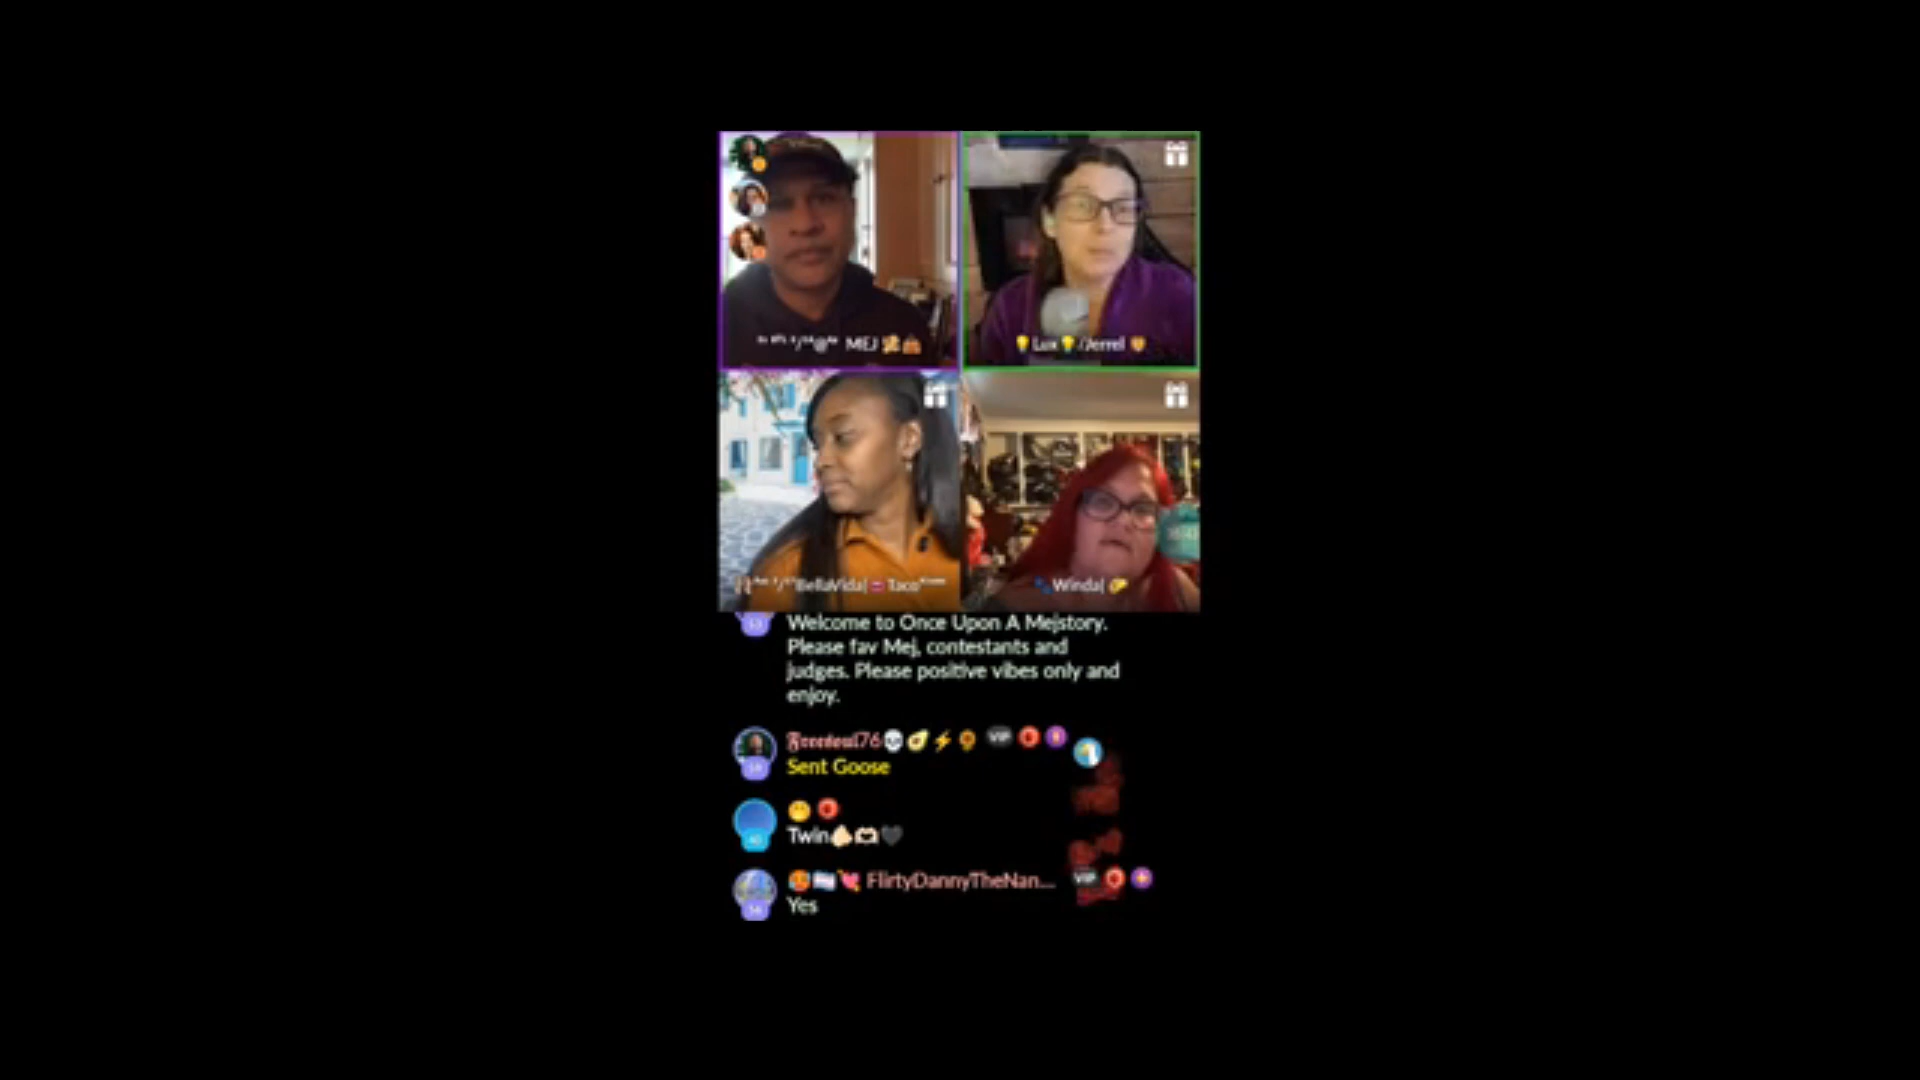 MEJ
💡Lux💡/Jerrel
BellaVida| Taco
🐾Winda| 🌮
Welcome to Once Upon A Mejstory.
Please fav Mej, contestants and
judges. Please positive vibes only and
enjoy.
𝕱𝖗𝖊𝖊𝖘𝖔𝖚𝖑76 VIP
Sent Goose
Twin
FlirtyDannyTheNan... VIP
Yes